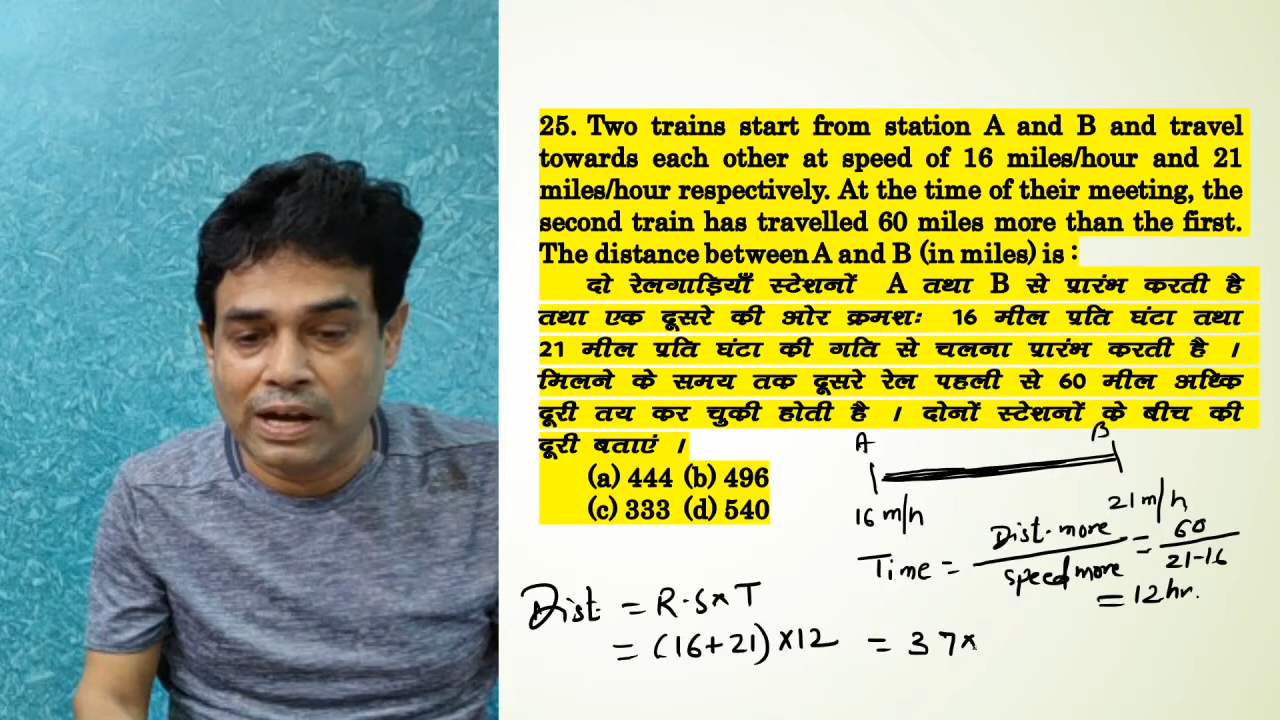 25. Two trains start from station A and B and travel
towards each other at speed of 16 miles/hour and 21
miles/hour respectively. At the time of their meeting, the
second train has travelled 60 miles more than the first.
The distance between A and B (in miles) is :
दो रेलगाड़ियाँ स्टेशनों A तथा B से प्रारंभ करती है
तथा एक दूसरे की ओर क्रमशः 16 मील प्रति घंटा तथा
21 मील प्रति घंटा की गति से चलना प्रारंभ करती है ।
मिलने के समय तक दूसरे रेल पहली से 60 मील अधिक
दूरी तय कर चुकी होती है । दोनों स्टेशनों के बीच की
दूरी बताएं ।
(a) 444 (b) 496
(c) 333 (d) 540
A B
16 m/h 21 m/h
Time = Dist. more / Speed more = 60 / 21-16
= 12 hr.
Dist = R.S × T
= (16+21) × 12 = 37×